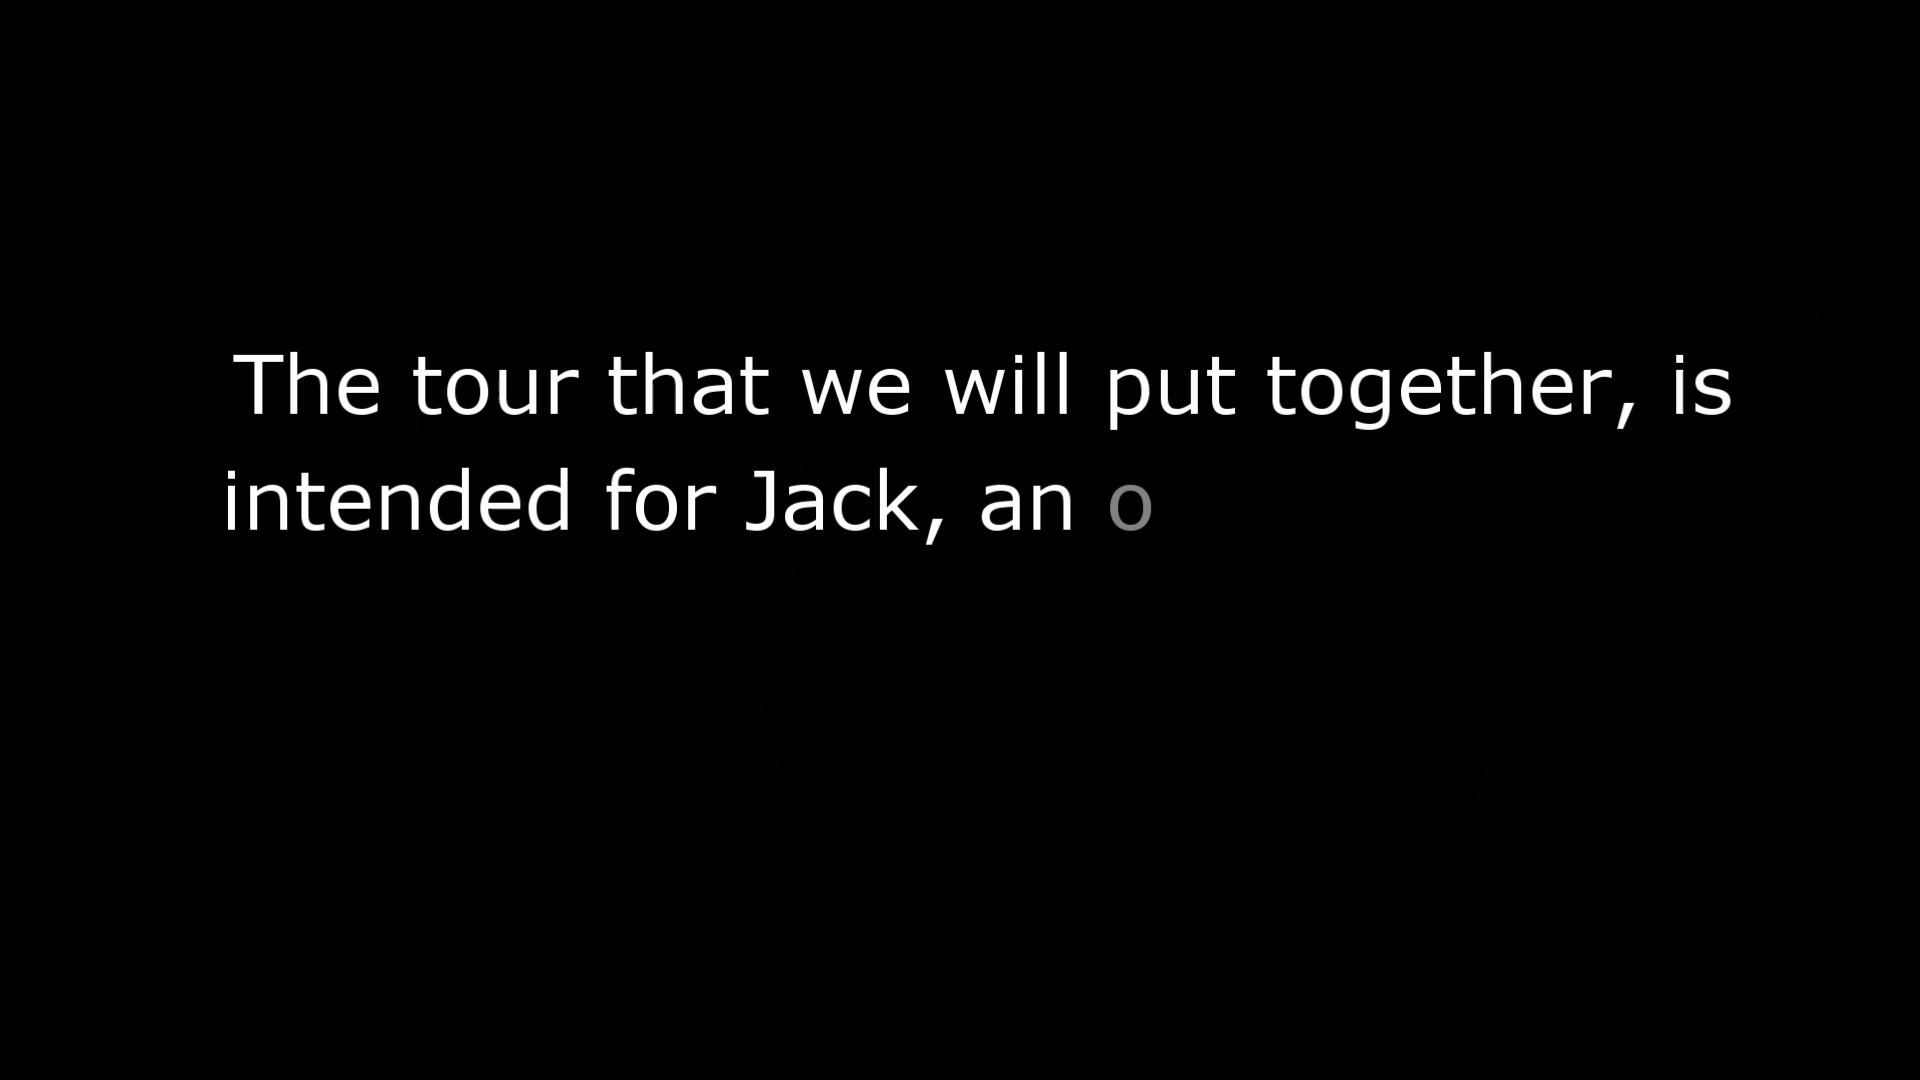 The tour that we will put together, is
intended for Jack, an o